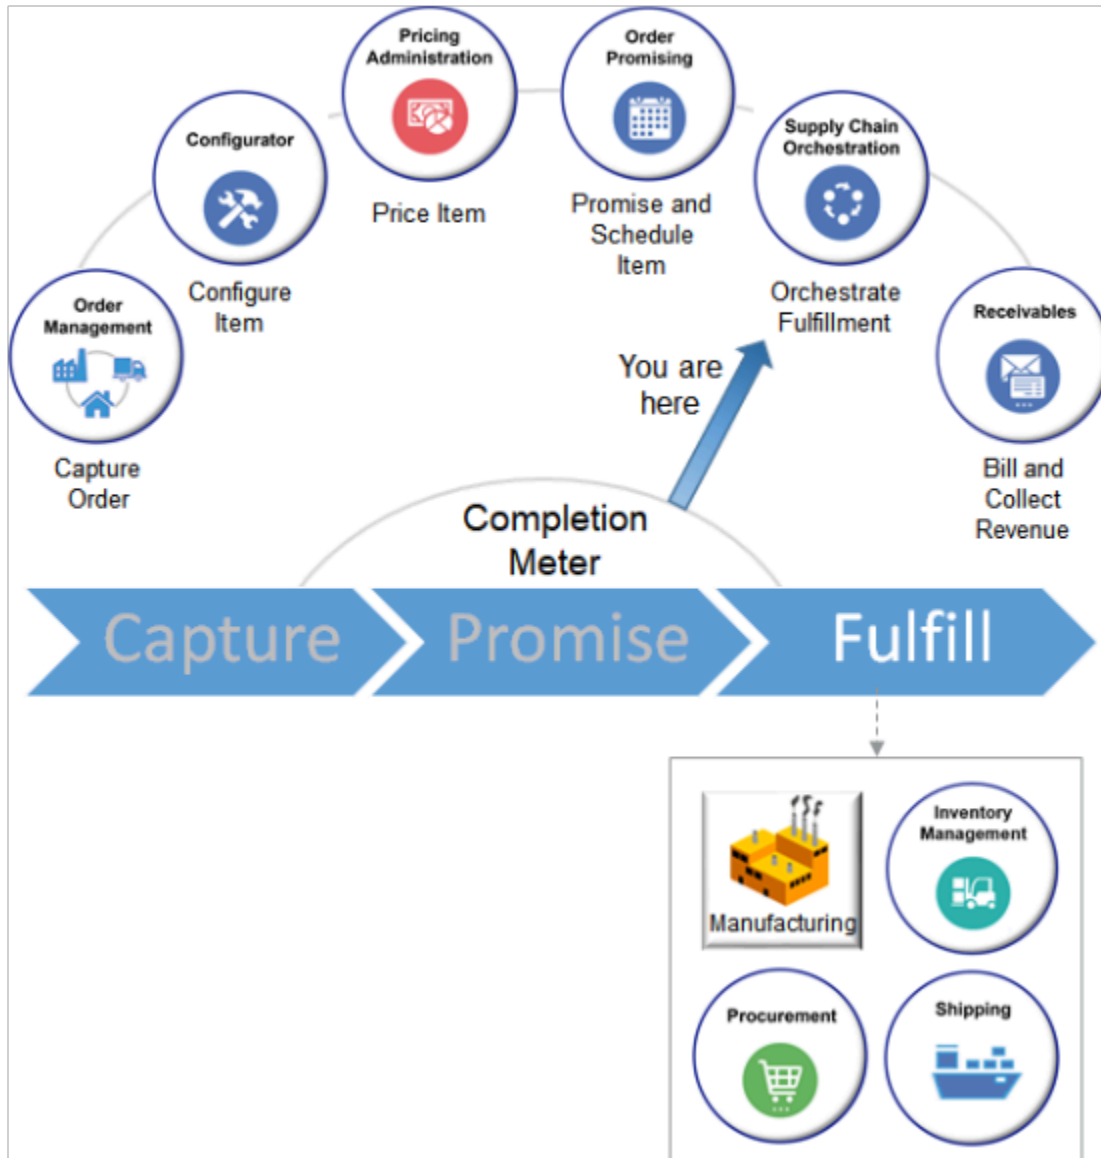 Pricing
Administration
Price Item
Order
Promising
Promise and
Schedule
Item
Configurator
Configure
Item
Supply Chain
Orchestration
Orchestrate
Fulfillment
Order
Management
Capture
Order
Receivables
Bill and
Collect
Revenue
You are
here
Completion
Meter
Capture
Promise
Fulfill
Manufacturing
Inventory
Management
Procurement
Shipping